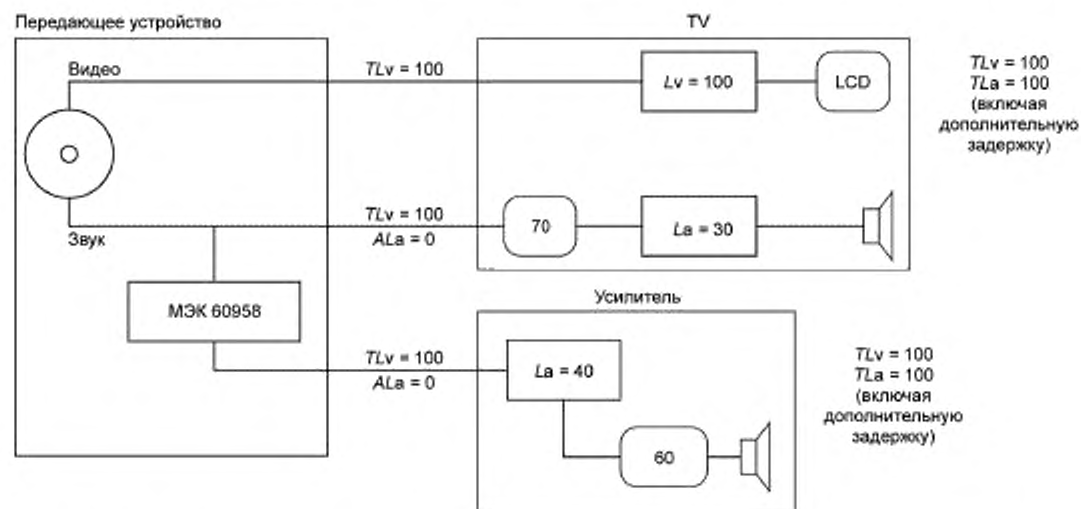 Передающее устройство
TV
Видео
TLv = 100
Lv = 100
LCD
TLv = 100
TLa = 100
(включая
дополнительную
задержку)
TLv = 100
ALa = 0
70
La = 30
Звук
МЭК 60958
Усилитель
TLv = 100
ALa = 0
La = 40
60
TLv = 100
TLa = 100
(включая
дополнительную
задержку)